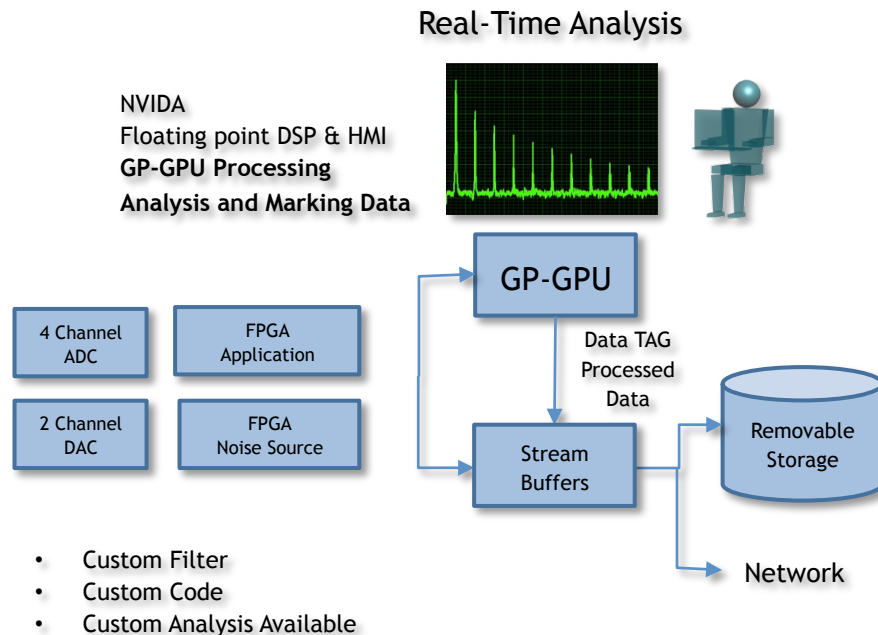 Real-Time Analysis
NVIDA
Floating point DSP & HMI
GP-GPU Processing
Analysis and Marking Data
GP-GPU
4 Channel
ADC
FPGA
Application
Data TAG
Processed
Data
2 Channel
DAC
FPGA
Noise Source
Stream
Buffers
Removable
Storage
Network
• Custom Filter
• Custom Code
• Custom Analysis Available